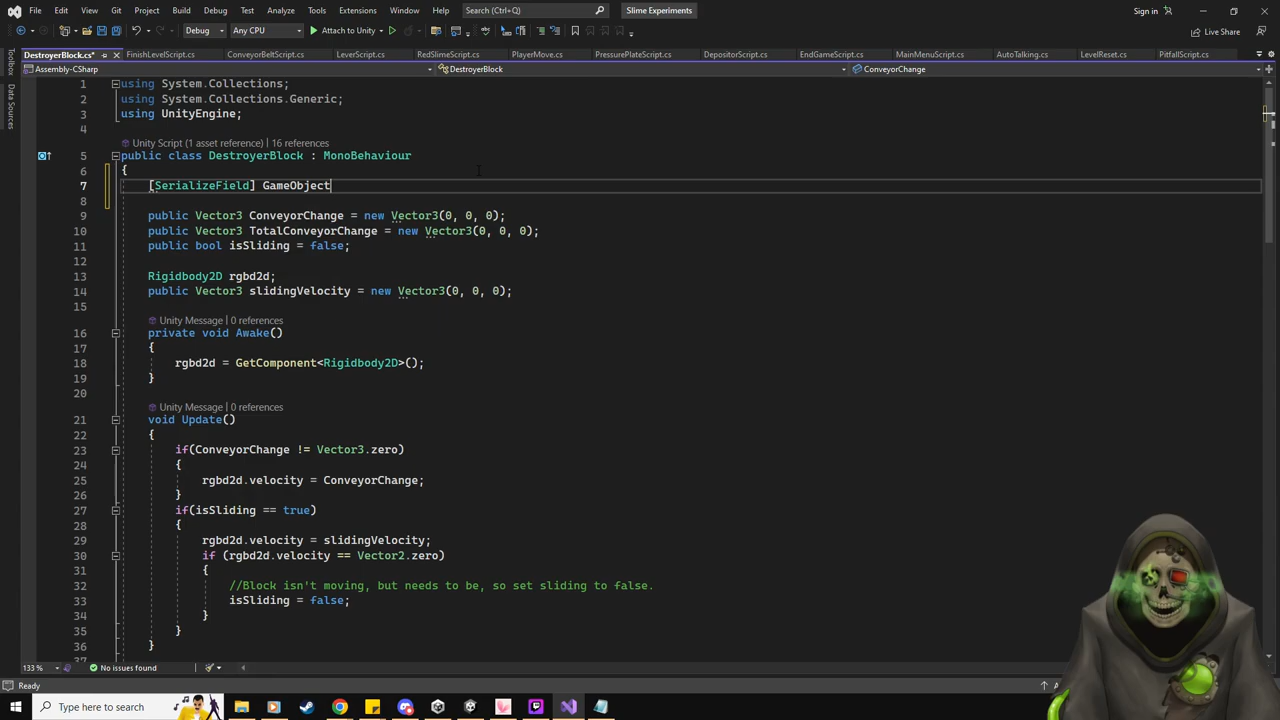 File Edit View Git Project Build Debug Test Analyze Tools Extensions Window Help Search (Ctrl+Q) Slime Experiments Sign in
Debug Any CPU Attach to Unity Live Share
DestroyerBlock.cs* FinishLevelScript.cs ConveyorBeltScript.cs LeverScript.cs RedSlimeScript.cs PlayerMove.cs PressurePlateScript.cs DepositorScript.cs EndGameScript.cs MainMenuScript.cs AutoTalking.cs LevelReset.cs PitfallScript.cs
Toolbox
Data Sources
Assembly-CSharp DestroyerBlock ConveyorChange
1 using System.Collections;
2 using System.Collections.Generic;
3 using UnityEngine;
4
Unity Script (1 asset reference) | 16 references
5 public class DestroyerBlock : MonoBehaviour
6 {
7 [SerializeField] GameObject
8
9 public Vector3 ConveyorChange = new Vector3(0, 0, 0);
10 public Vector3 TotalConveyorChange = new Vector3(0, 0, 0);
11 public bool isSliding = false;
12
13 Rigidbody2D rgbd2d;
14 public Vector3 slidingVelocity = new Vector3(0, 0, 0);
15
Unity Message | 0 references
16 private void Awake()
17 {
18 rgbd2d = GetComponent<Rigidbody2D>();
19 }
20
Unity Message | 0 references
21 void Update()
22 {
23 if(ConveyorChange != Vector3.zero)
24 {
25 rgbd2d.velocity = ConveyorChange;
26 }
27 if(isSliding == true)
28 {
29 rgbd2d.velocity = slidingVelocity;
30 if (rgbd2d.velocity == Vector2.zero)
31 {
32 //Block isn't moving, but needs to be, so set sliding to false.
33 isSliding = false;
34 }
35 }
36 }
37
133 % No issues found
Ready
Type here to search